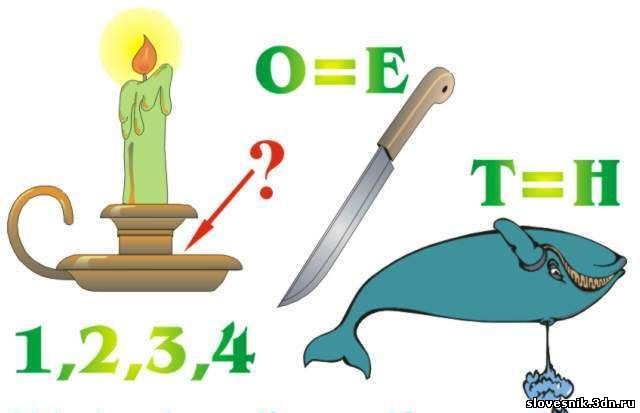 О=Е
?
Т=Н
1,2,3,4
slovesnik.3dn.ru